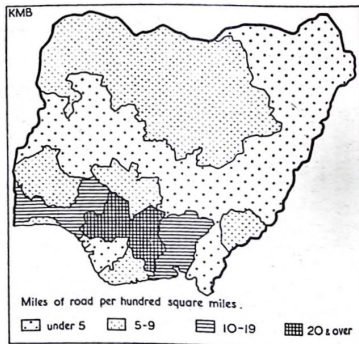 KMB
Miles of road per hundred square miles.
under 5 5-9 10-19 20 & over